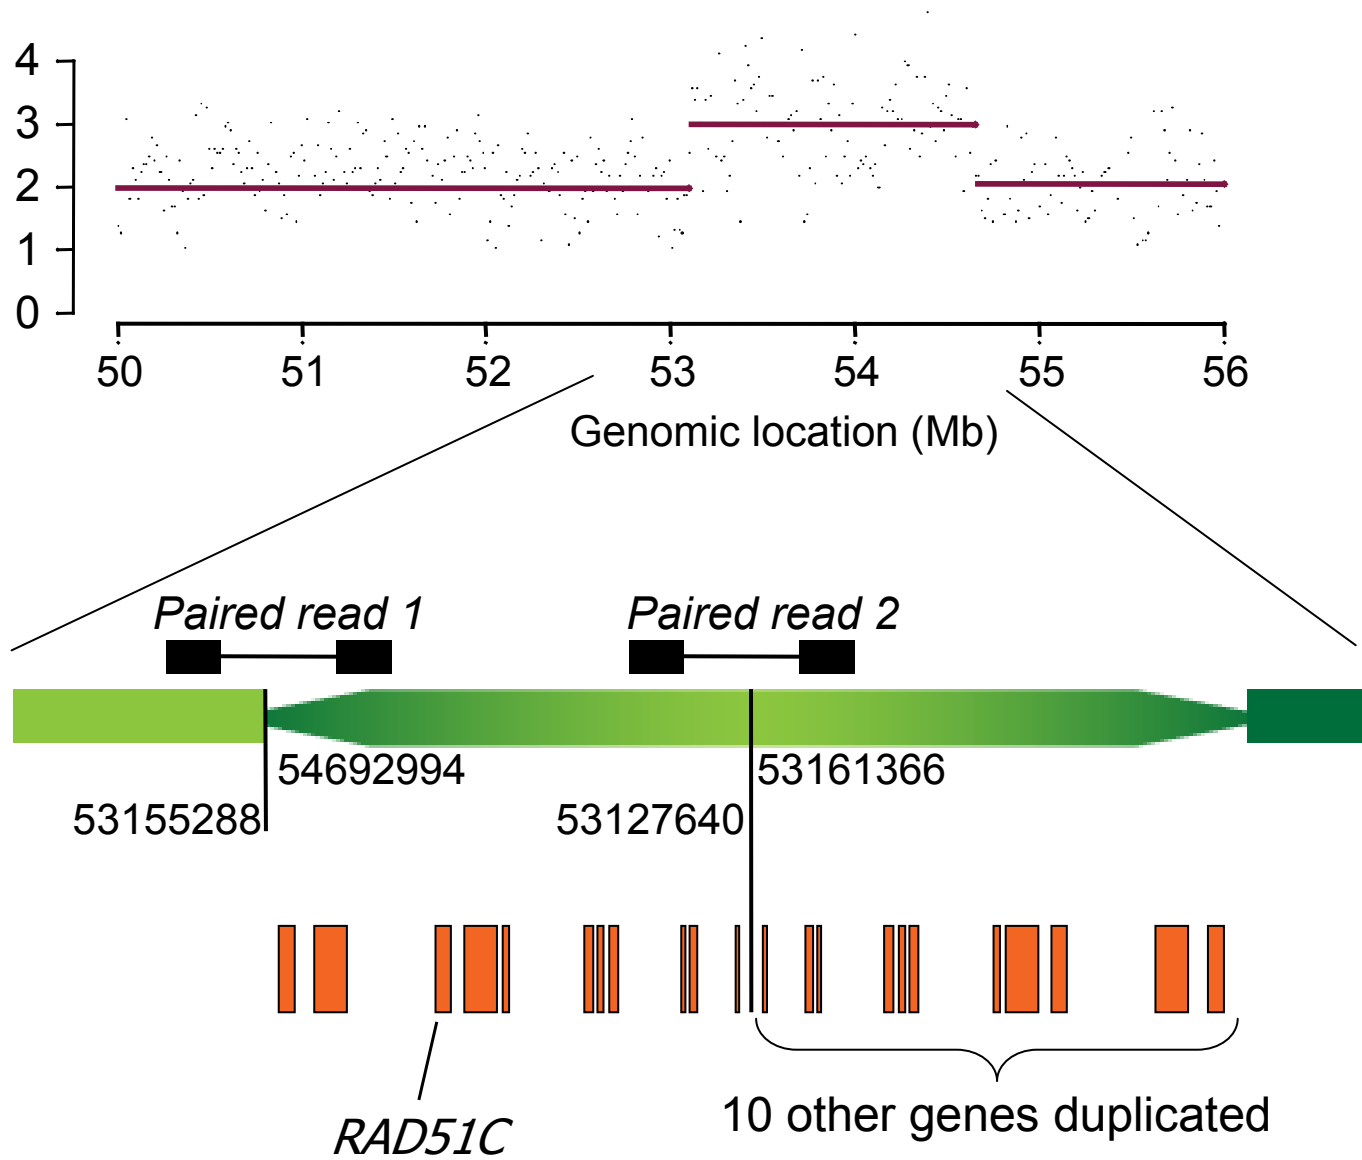 4
3
2
1
0
50 51 52 53 54 55 56
Genomic location (Mb)
Paired read 1 Paired read 2
54692994 53161366
53155288 53127640
10 other genes duplicated
RAD51C